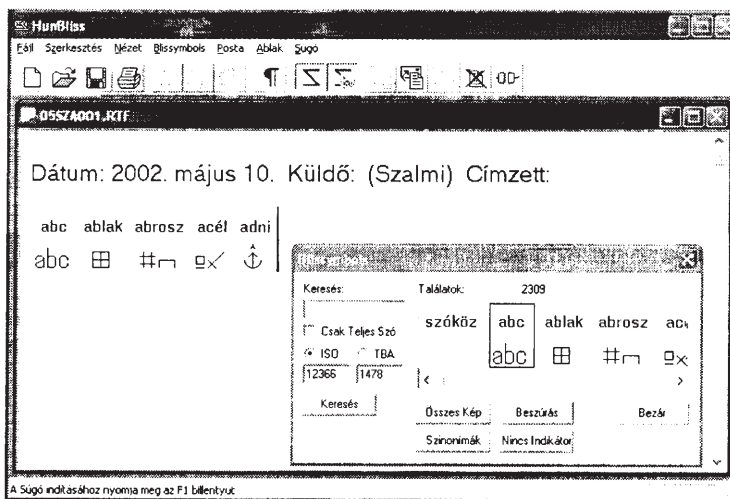 HunBliss
Fájl Szerkesztés Nézet Blissymbols Posta Ablak Súgó
05SZA001.RTF
Dátum: 2002. május 10. Küldő: (Szalmi) Címzett:
abc ablak abrosz acél adni
abc
Keresés:
Találatok: 2309
Csak Teljes Szó
ISO TBA
12366 1478
Keresés
szóköz abc ablak abrosz acé
abc
Összes Kép Beszúrás Bezár
Szinonimák Nincs Indikátor
A Súgó indításához nyomja meg az F1 billentyut